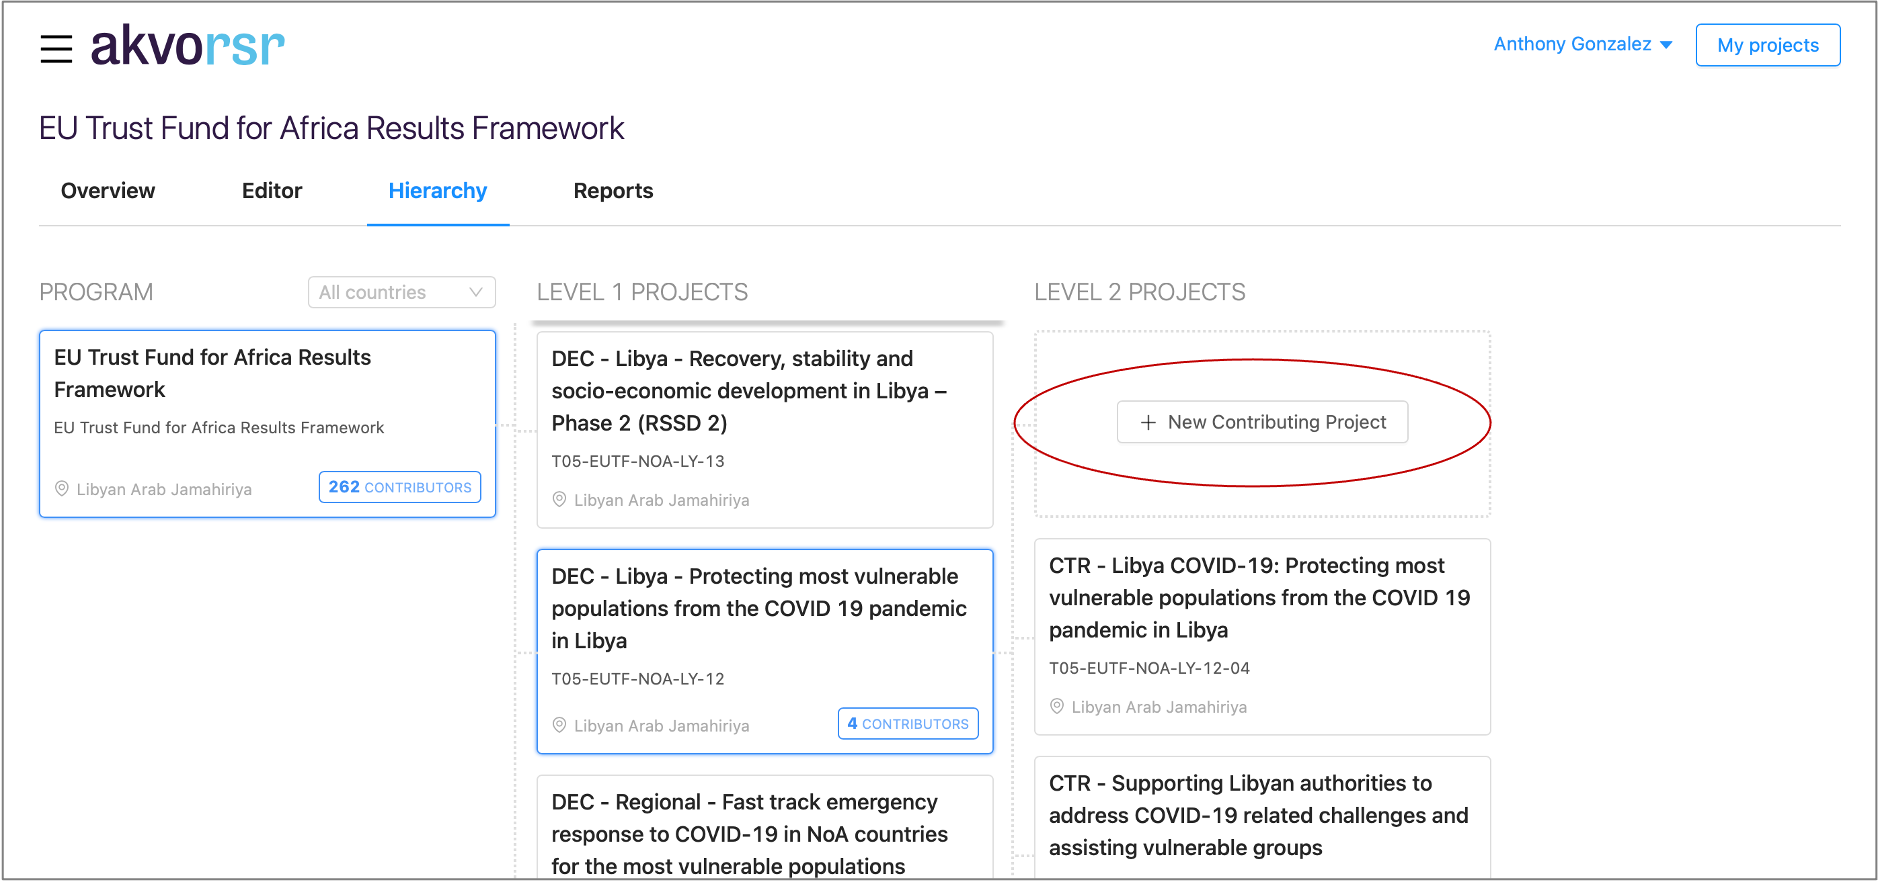 akvorsr
Anthony Gonzalez
My projects
EU Trust Fund for Africa Results Framework
Overview
Editor
Hierarchy
Reports
PROGRAM
All countries
EU Trust Fund for Africa Results
Framework
EU Trust Fund for Africa Results Framework
Libyan Arab Jamahiriya
262 CONTRIBUTORS
LEVEL 1 PROJECTS
DEC - Libya - Recovery, stability and
socio-economic development in Libya –
Phase 2 (RSSD 2)
T05-EUTF-NOA-LY-13
Libyan Arab Jamahiriya
DEC - Libya - Protecting most vulnerable
populations from the COVID 19 pandemic
in Libya
T05-EUTF-NOA-LY-12
Libyan Arab Jamahiriya
4 CONTRIBUTORS
DEC - Regional - Fast track emergency
response to COVID-19 in NoA countries
for the most vulnerable populations
LEVEL 2 PROJECTS
+ New Contributing Project
CTR - Libya COVID-19: Protecting most
vulnerable populations from the COVID 19
pandemic in Libya
T05-EUTF-NOA-LY-12-04
Libyan Arab Jamahiriya
CTR - Supporting Libyan authorities to
address COVID-19 related challenges and
assisting vulnerable groups